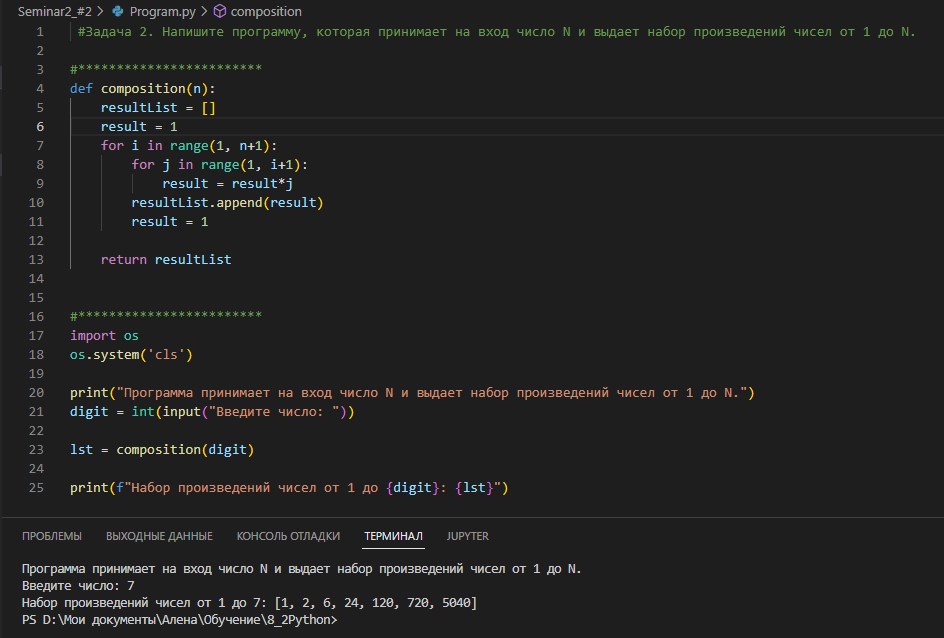 Seminar2_#2 > Program.py > composition
1 #Задача 2. Напишите программу, которая принимает на вход число N и выдает набор произведений чисел от 1 до N.
2
3 #************************
4 def composition(n):
5     resultList = []
6     result = 1
7     for i in range(1, n+1):
8         for j in range(1, i+1):
9             result = result*j
10         resultList.append(result)
11         result = 1
12
13     return resultList
14
15
16 #************************
17 import os
18 os.system('cls')
19
20 print("Программа принимает на вход число N и выдает набор произведений чисел от 1 до N.")
21 digit = int(input("Введите число: "))
22
23 lst = composition(digit)
24
25 print(f"Набор произведений чисел от 1 до {digit}: {lst}")
ПРОБЛЕМЫ ВЫХОДНЫЕ ДАННЫЕ КОНСОЛЬ ОТЛАДКИ ТЕРМИНАЛ JUPYTER
Программа принимает на вход число N и выдает набор произведений чисел от 1 до N.
Введите число: 7
Набор произведений чисел от 1 до 7: [1, 2, 6, 24, 120, 720, 5040]
PS D:\Мои документы\Алена\Обучение\8_2Python>